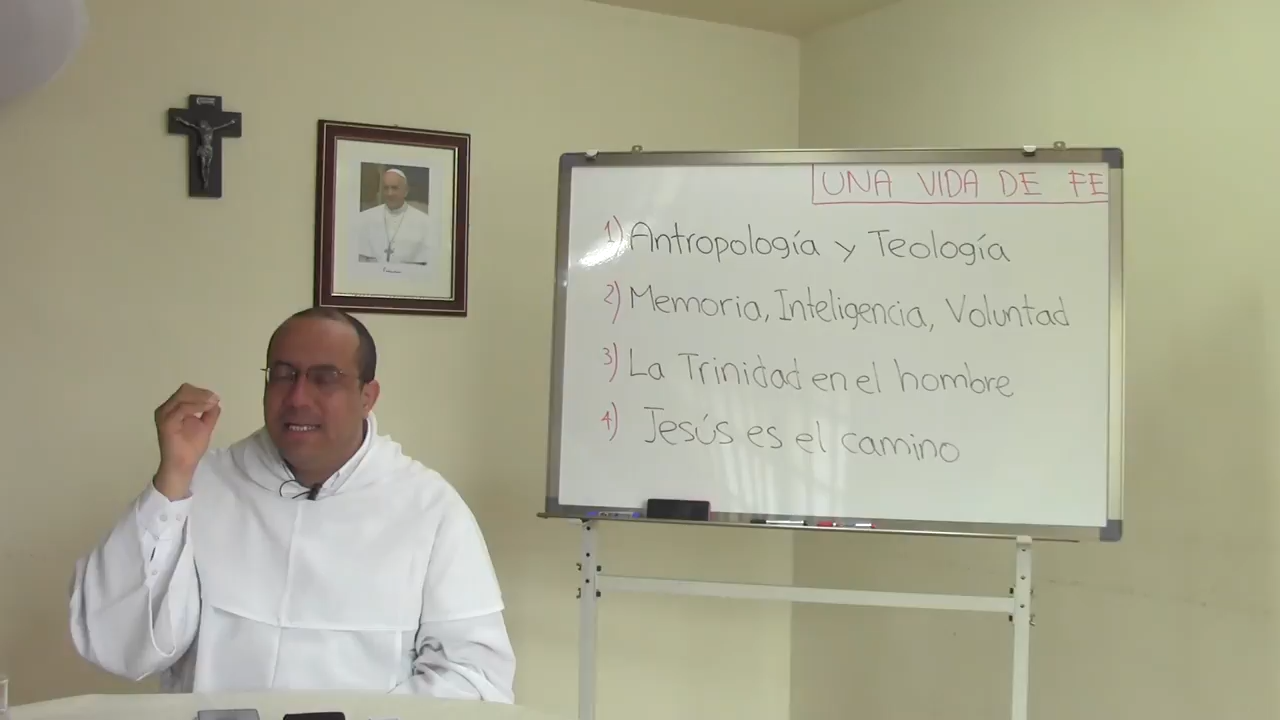 UNA VIDA DE FE
1) Antropología y Teología
2) Memoria, Inteligencia, Voluntad
3) La Trinidad en el hombre
4) Jesús es el camino